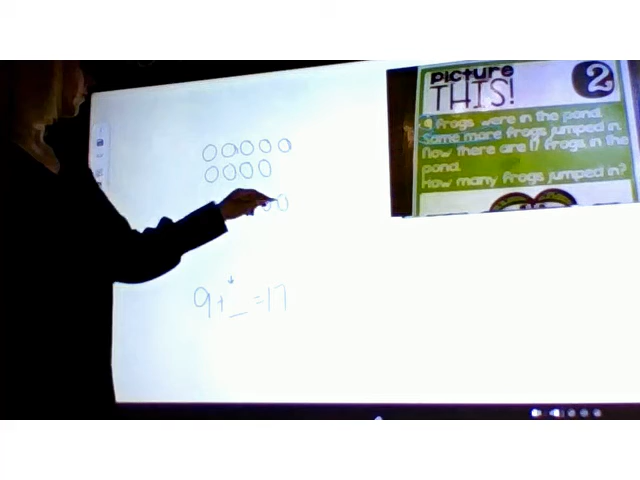 picture
THIS!
2
9 frogs were in the pond.
Some more frogs jumped in.
Now there are 17 frogs in the
pond.
How many frogs jumped in?
9+_=17